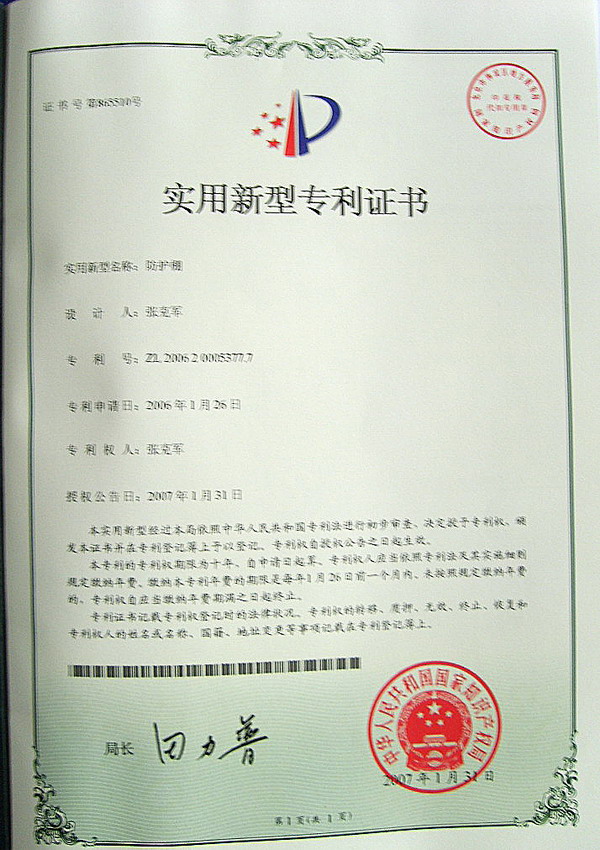 证书号第865510号
实用新型专利证书
实用新型名称：防护棚
设计人：张克军
专利号：ZL 2006 2 0005377.7
专利申请日：2006年1月26日
专利权人：张克军
授权公告日：2007年1月31日
本实用新型经过本局依照中华人民共和国专利法进行初步审查，决定授予专利权，颁
发本证书并在专利登记簿上予以登记。专利权自授权公告之日起生效。
本专利的专利权期限为十年，自申请日起算。专利权人应当依照专利法及其实施细则
规定缴纳年费。缴纳本专利年费的期限是每年1月26日前一个月内。未按照规定缴纳年费
的，专利权自应当缴纳年费期满之日起终止。
专利证书记载专利权登记时的法律状况。专利权的转移、质押、无效、终止、恢复和
专利权人的姓名或名称、国籍、地址变更等事项记载在专利登记簿上。
局长
田力普
中华人民共和国国家知识产权局
2007年1月31日
第1页(共1页)